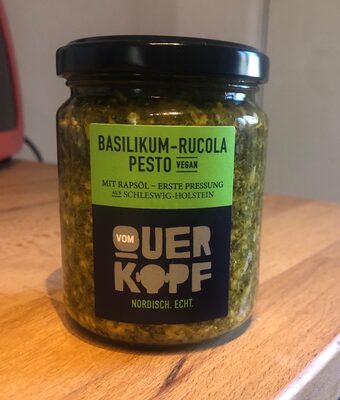 BASILIKUM-RUCOLA
PESTO VEGAN
MIT RAPSÖL – ERSTE PRESSUNG
AUS SCHLESWIG-HOLSTEIN
VOM QUER
KOPF
NORDISCH. ECHT.